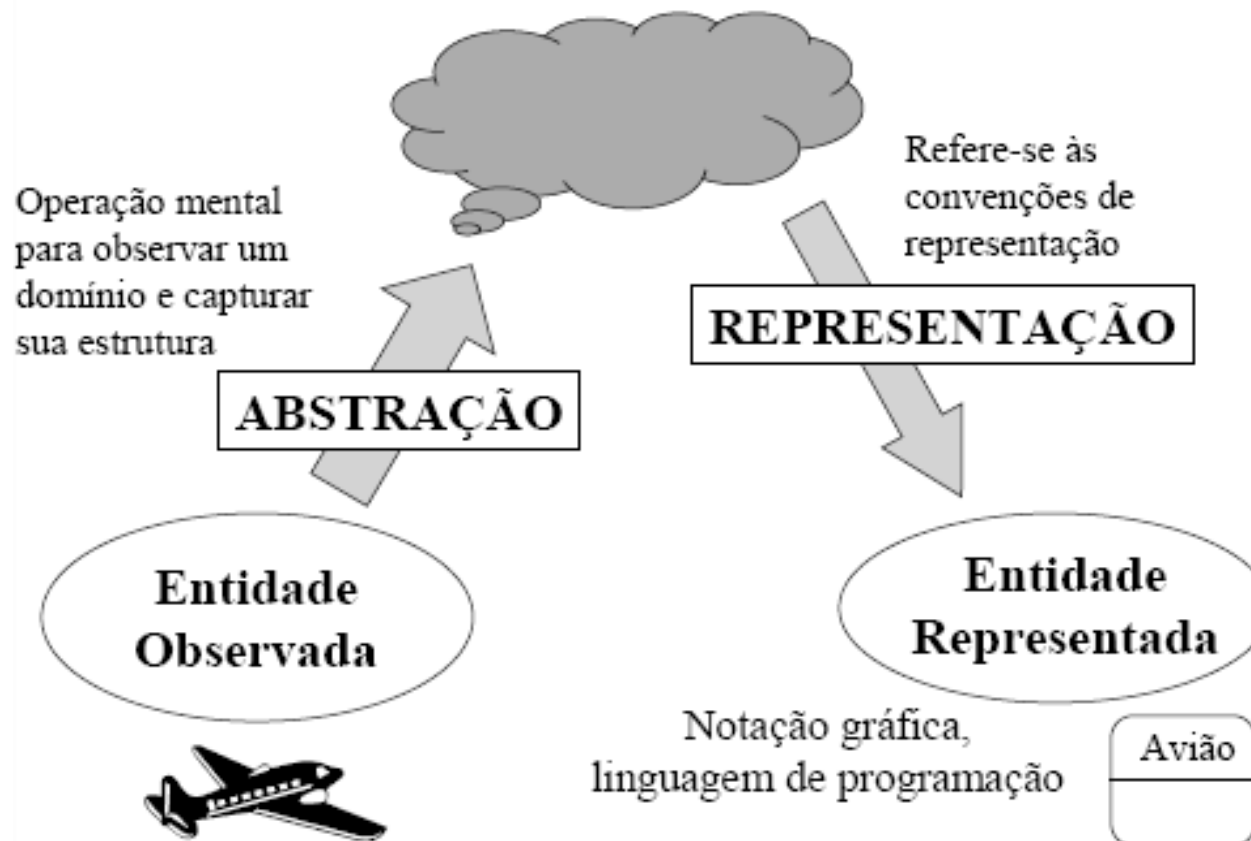 Operação mental
para observar um
domínio e capturar
sua estrutura
ABSTRAÇÃO
Refere-se às
convenções de
representação
REPRESENTAÇÃO
Entidade
Observada
Entidade
Representada
Notação gráfica,
linguagem de programação
Avião